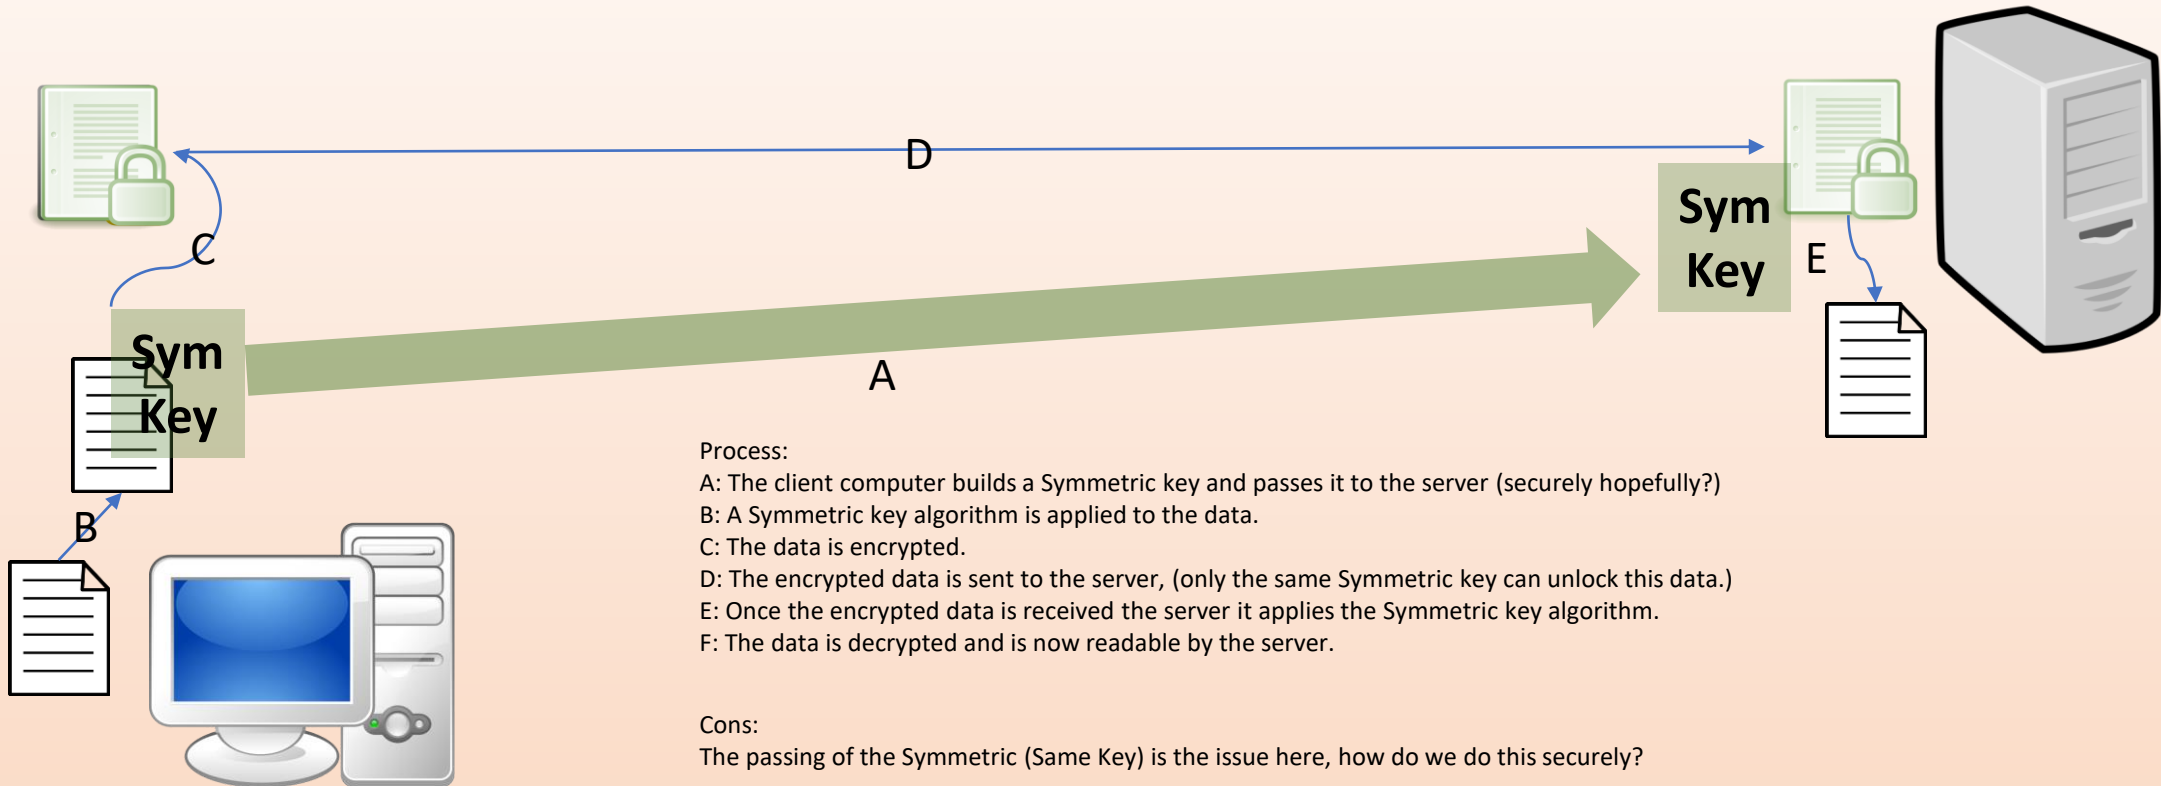 D
Sym
Key
C
E
Sym
Key
A
B
Process:
A: The client computer builds a Symmetric key and passes it to the server (securely hopefully?)
B: A Symmetric key algorithm is applied to the data.
C: The data is encrypted.
D: The encrypted data is sent to the server, (only the same Symmetric key can unlock this data.)
E: Once the encrypted data is received the server it applies the Symmetric key algorithm.
F: The data is decrypted and is now readable by the server.
Cons:
The passing of the Symmetric (Same Key) is the issue here, how do we do this securely?